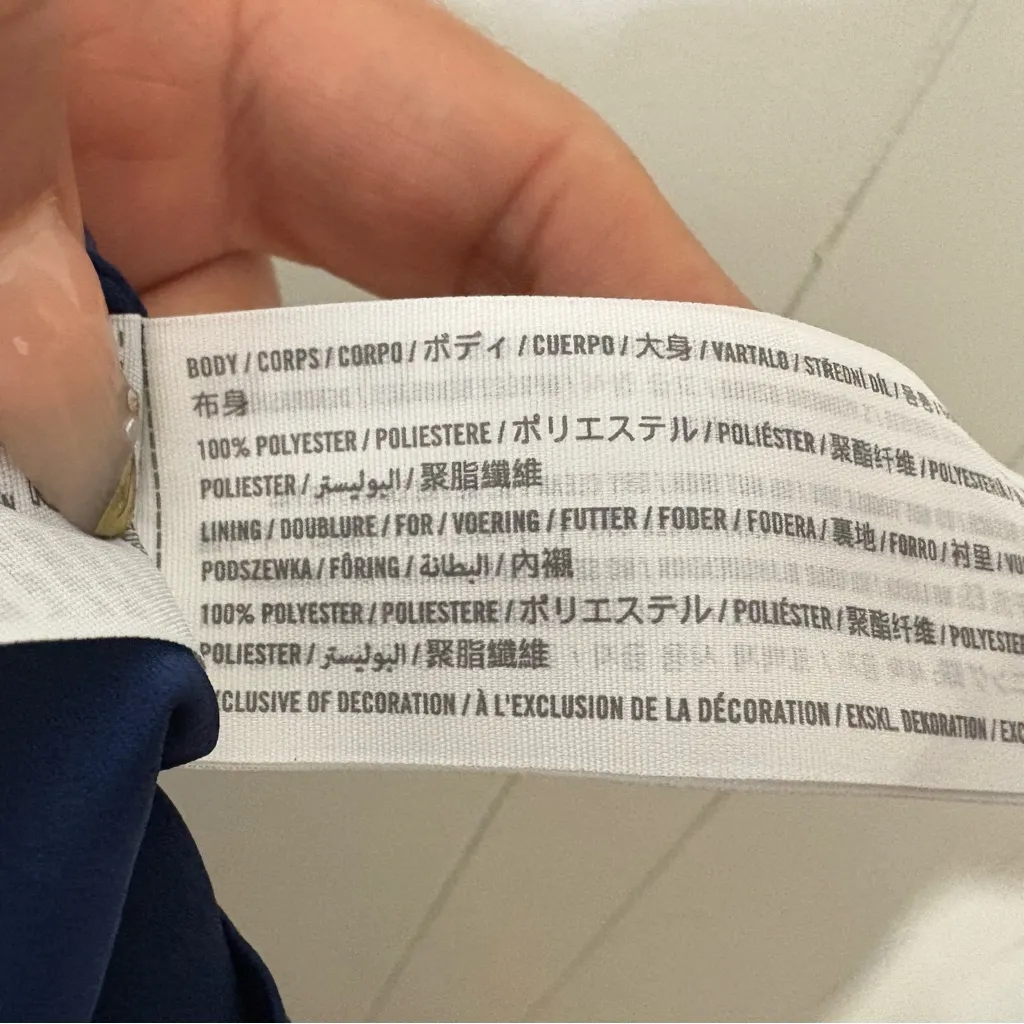 BODY / CORPS / CORPO / ボディ / CUERPO / 大身 / VARTALO / STŘEDNÍ DÍL / 몸통 /
布身
100% POLYESTER / POLIESTERE / ポリエステル / POLIÉSTER / 聚酯纤维 / POLYESTERIÄ /
POLIESTER / البوليستر / 聚脂纖維
LINING / DOUBLURE / FOR / VOERING / FUTTER / FODER / FODERA / 裏地 / FORRO / 衬里 /
PODSZEWKA / FÔRING / البطانة / 內襯
100% POLYESTER / POLIESTERE / ポリエステル / POLIÉSTER / 聚酯纤维 /
POLIESTER / البوليستر / 聚脂纖維
OF DECORATION / À L'EXCLUSION DE LA DÉCORATION / EKSKL. DEKORATION /